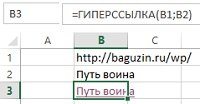 B3 =ГИПЕРССЫЛКА(B1;B2)
A B C
1 http://baguzin.ru/wp/
2 Путь воина
3 Путь воина